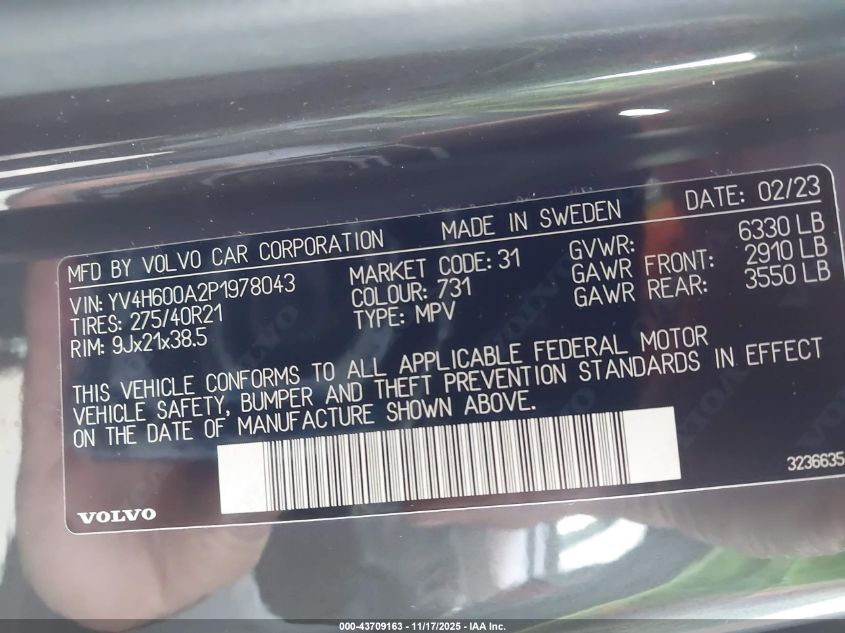 MFD BY VOLVO CAR CORPORATION MADE IN SWEDEN DATE: 02/23
VIN: YV4H600A2P1978043 MARKET CODE: 31 GVWR: 6330 LB
TIRES: 275/40R21 COLOUR: 731 GAWR FRONT: 2910 LB
RIM: 9Jx21x38.5 TYPE: MPV GAWR REAR: 3550 LB
THIS VEHICLE CONFORMS TO ALL APPLICABLE FEDERAL MOTOR
VEHICLE SAFETY, BUMPER AND THEFT PREVENTION STANDARDS IN EFFECT
ON THE DATE OF MANUFACTURE SHOWN ABOVE.
3236635
VOLVO
000-43709163 - 11/17/2025 - IAA Inc.